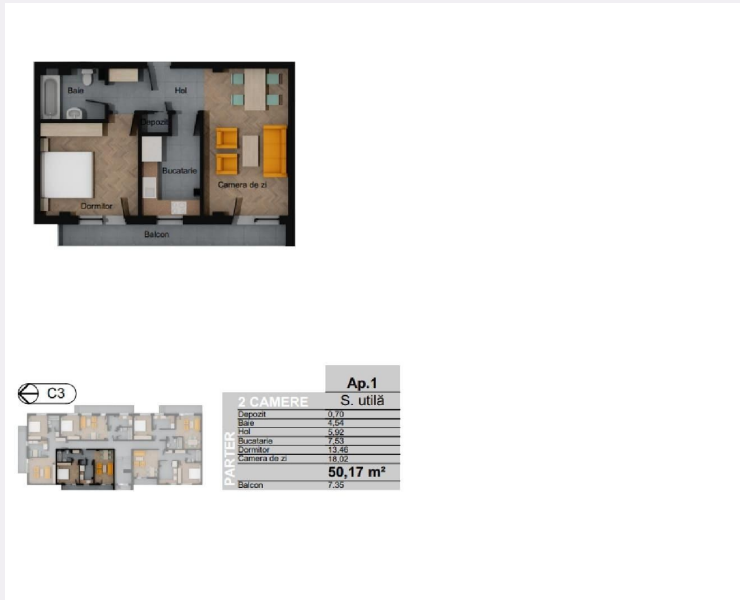 Baie
Hol
Depozit
Bucatarie
Camera de zi
Dormitor
Balcon
C3
Ap.1
2 CAMERE S. utilă
PARTER
Depozit 0,70
Baie 4,54
Hol 5,92
Bucatarie 7,53
Dormitor 13,46
Camera de zi 18,02
50,17 m²
Balcon 7,35